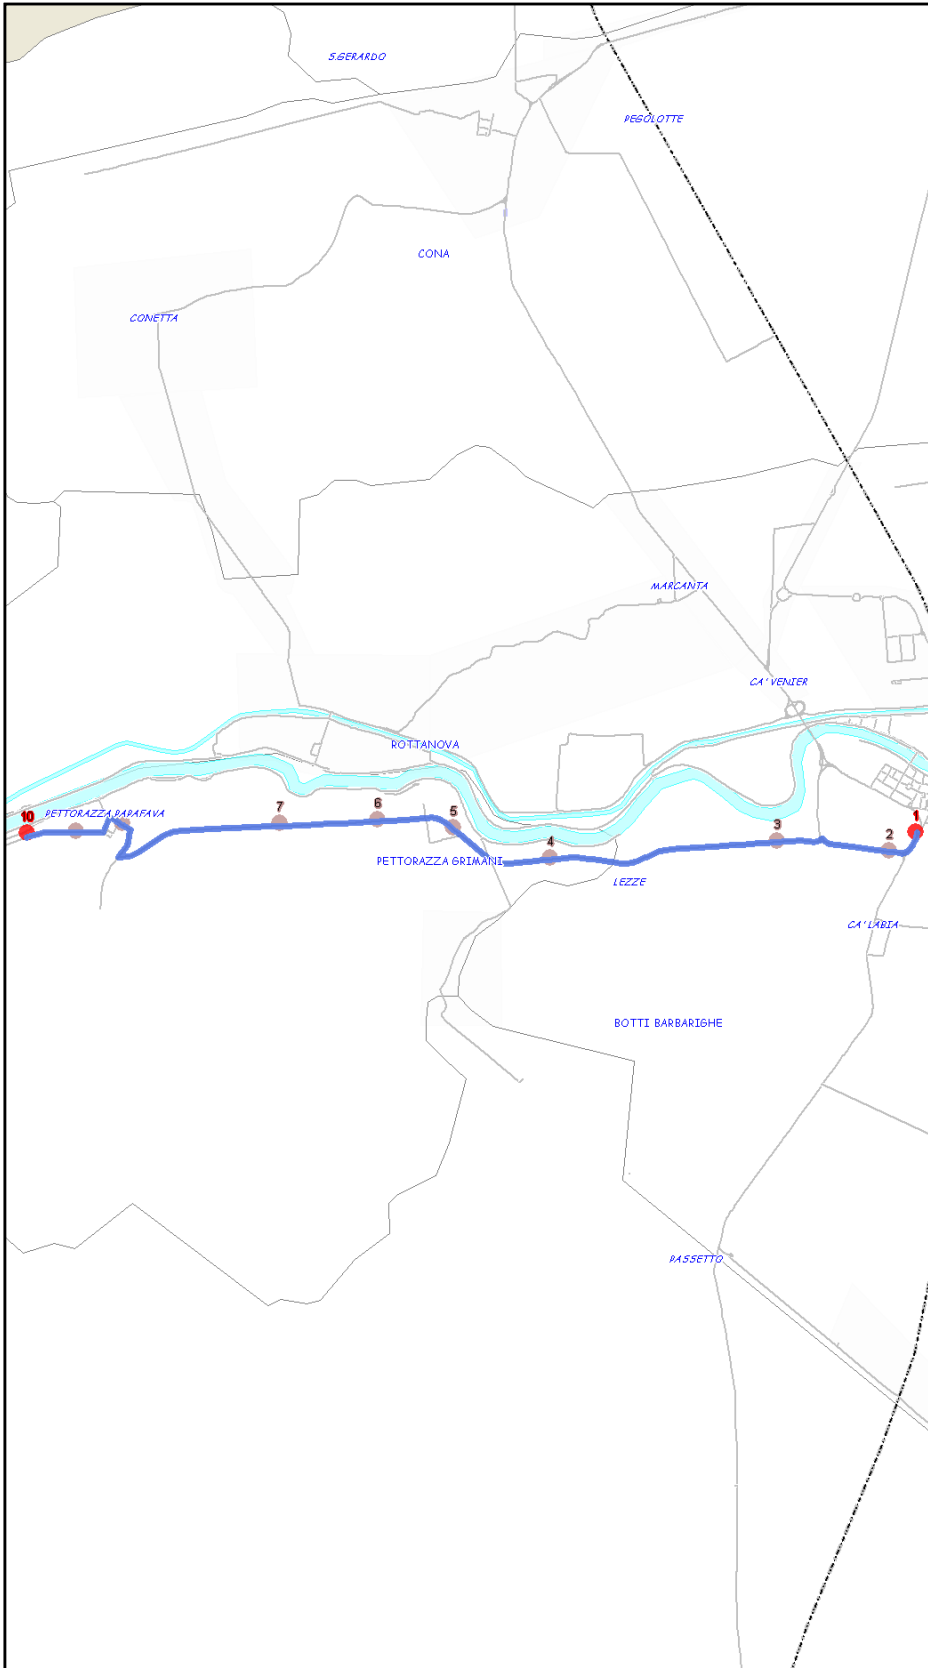 S.GERARDO
PEGOLOTTE
CONA
CONETTA
MARCANTA
CA' VENIER
ROTTANOVA
PETTORAZZA PAPAFAVA
10
7
6
5
4
3
2
1
PETTORAZZA GRIMANI
LEZZE
CA' LABIA
BOTTI BARBARIGHE
PASSETTO